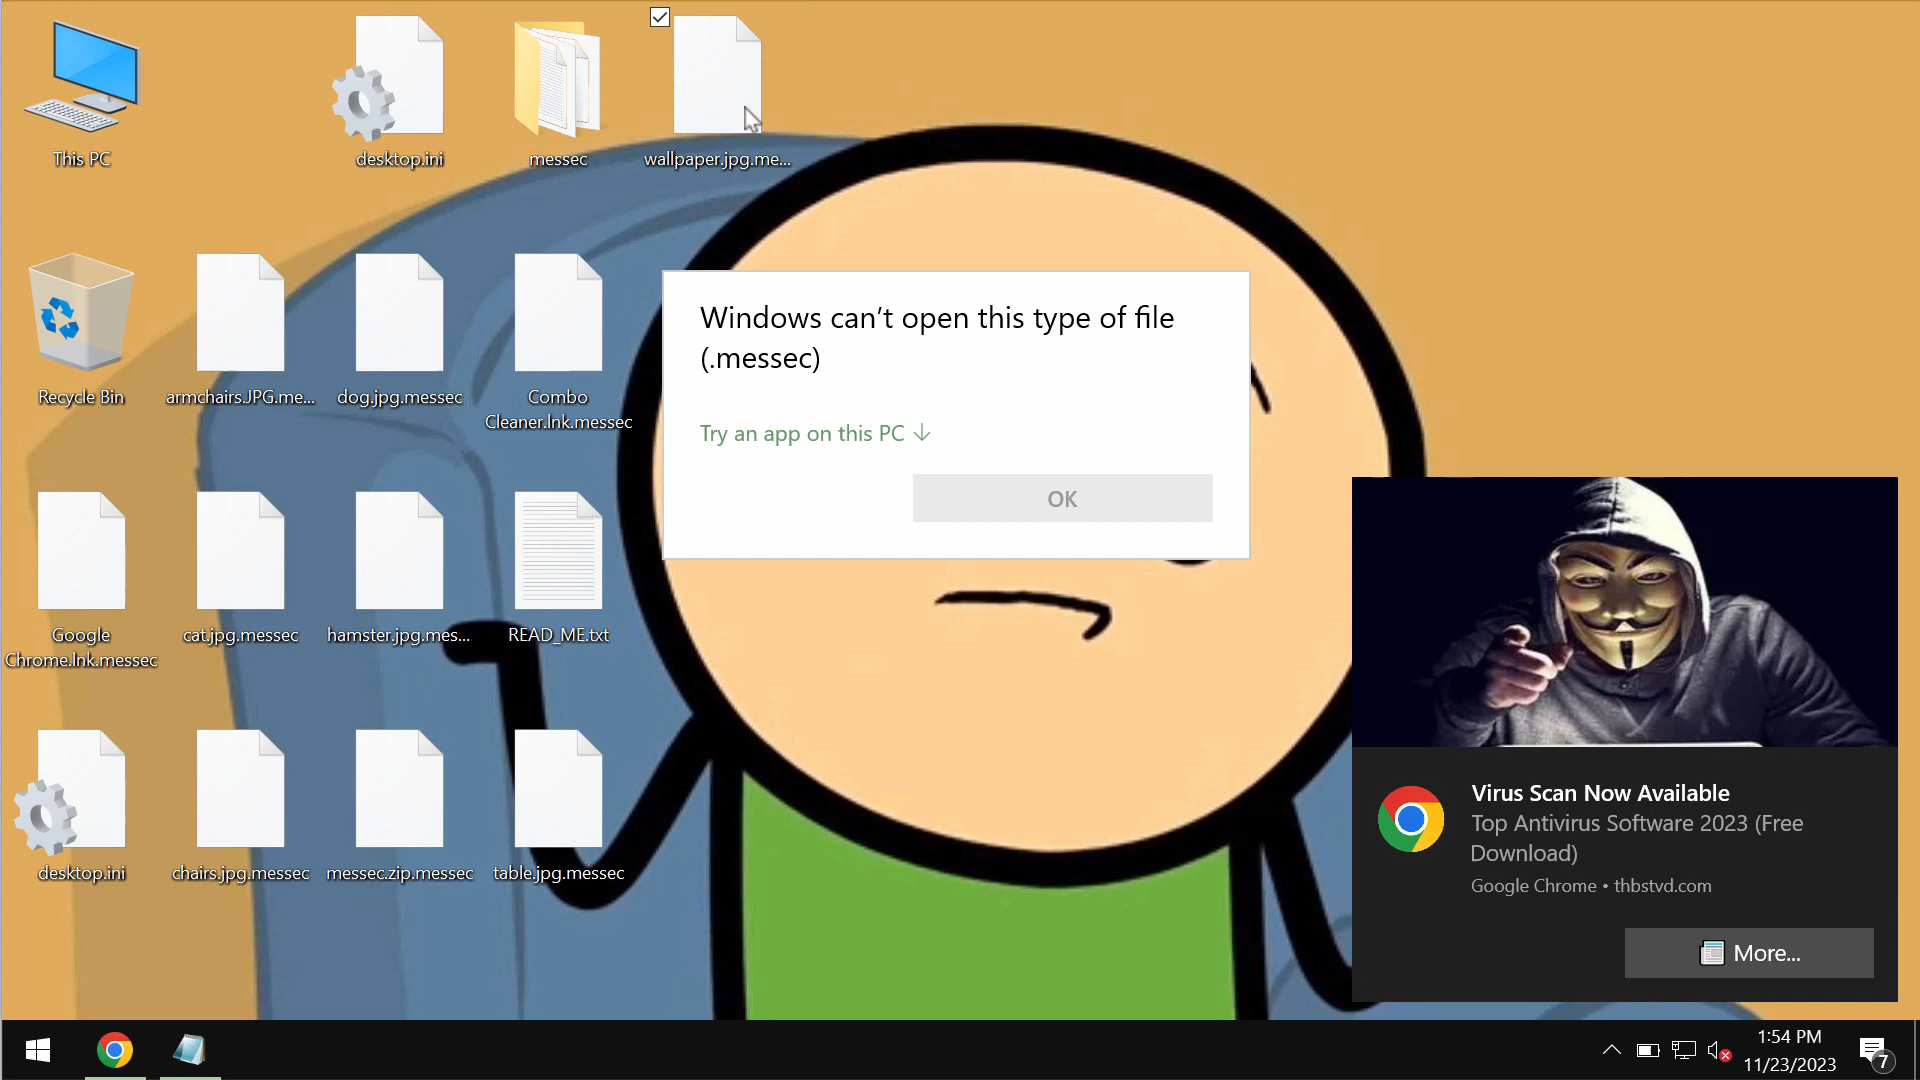 This PC
desktop.ini
messec
wallpaper.jpg.me...
Recycle Bin
armchairs.JPG.me...
dog.jpg.messec
Combo
Cleaner.lnk.messec
Windows can't open this type of file
(.messec)
Try an app on this PC
OK
Google
Chrome.lnk.messec
cat.jpg.messec
hamster.jpg.mes...
READ_ME.txt
desktop.ini
chairs.jpg.messec
messec.zip.messec
table.jpg.messec
Virus Scan Now Available
Top Antivirus Software 2023 (Free
Download)
Google Chrome • thbstvd.com
More...
1:54 PM
11/23/2023
7